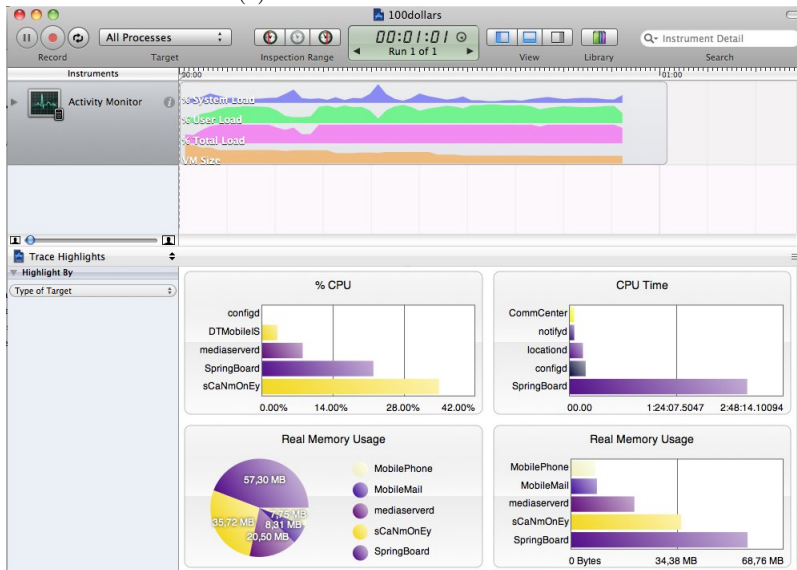 100dollars
All Processes
00:01:01
Run 1 of 1
Instrument Detail
Record
Target
Inspection Range
View
Library
Search
Instruments
00:00
01:00
Activity Monitor
% System Load
% User Load
% Total Load
VM Size
Trace Highlights
Highlight By
Type of Target
% CPU
configd
DTMobileIS
mediaserverd
SpringBoard
sCaNmOnEy
0.00% 14.00% 28.00% 42.00%
CPU Time
CommCenter
notifyd
locationd
configd
SpringBoard
00.00 1:24:07.5047 2:48:14.10094
Real Memory Usage
57,30 MB
35,72 MB
20,50 MB
8,31 MB
7,75 MB
MobilePhone
MobileMail
mediaserverd
sCaNmOnEy
SpringBoard
Real Memory Usage
MobilePhone
MobileMail
mediaserverd
sCaNmOnEy
SpringBoard
0 Bytes 34,38 MB 68,76 MB